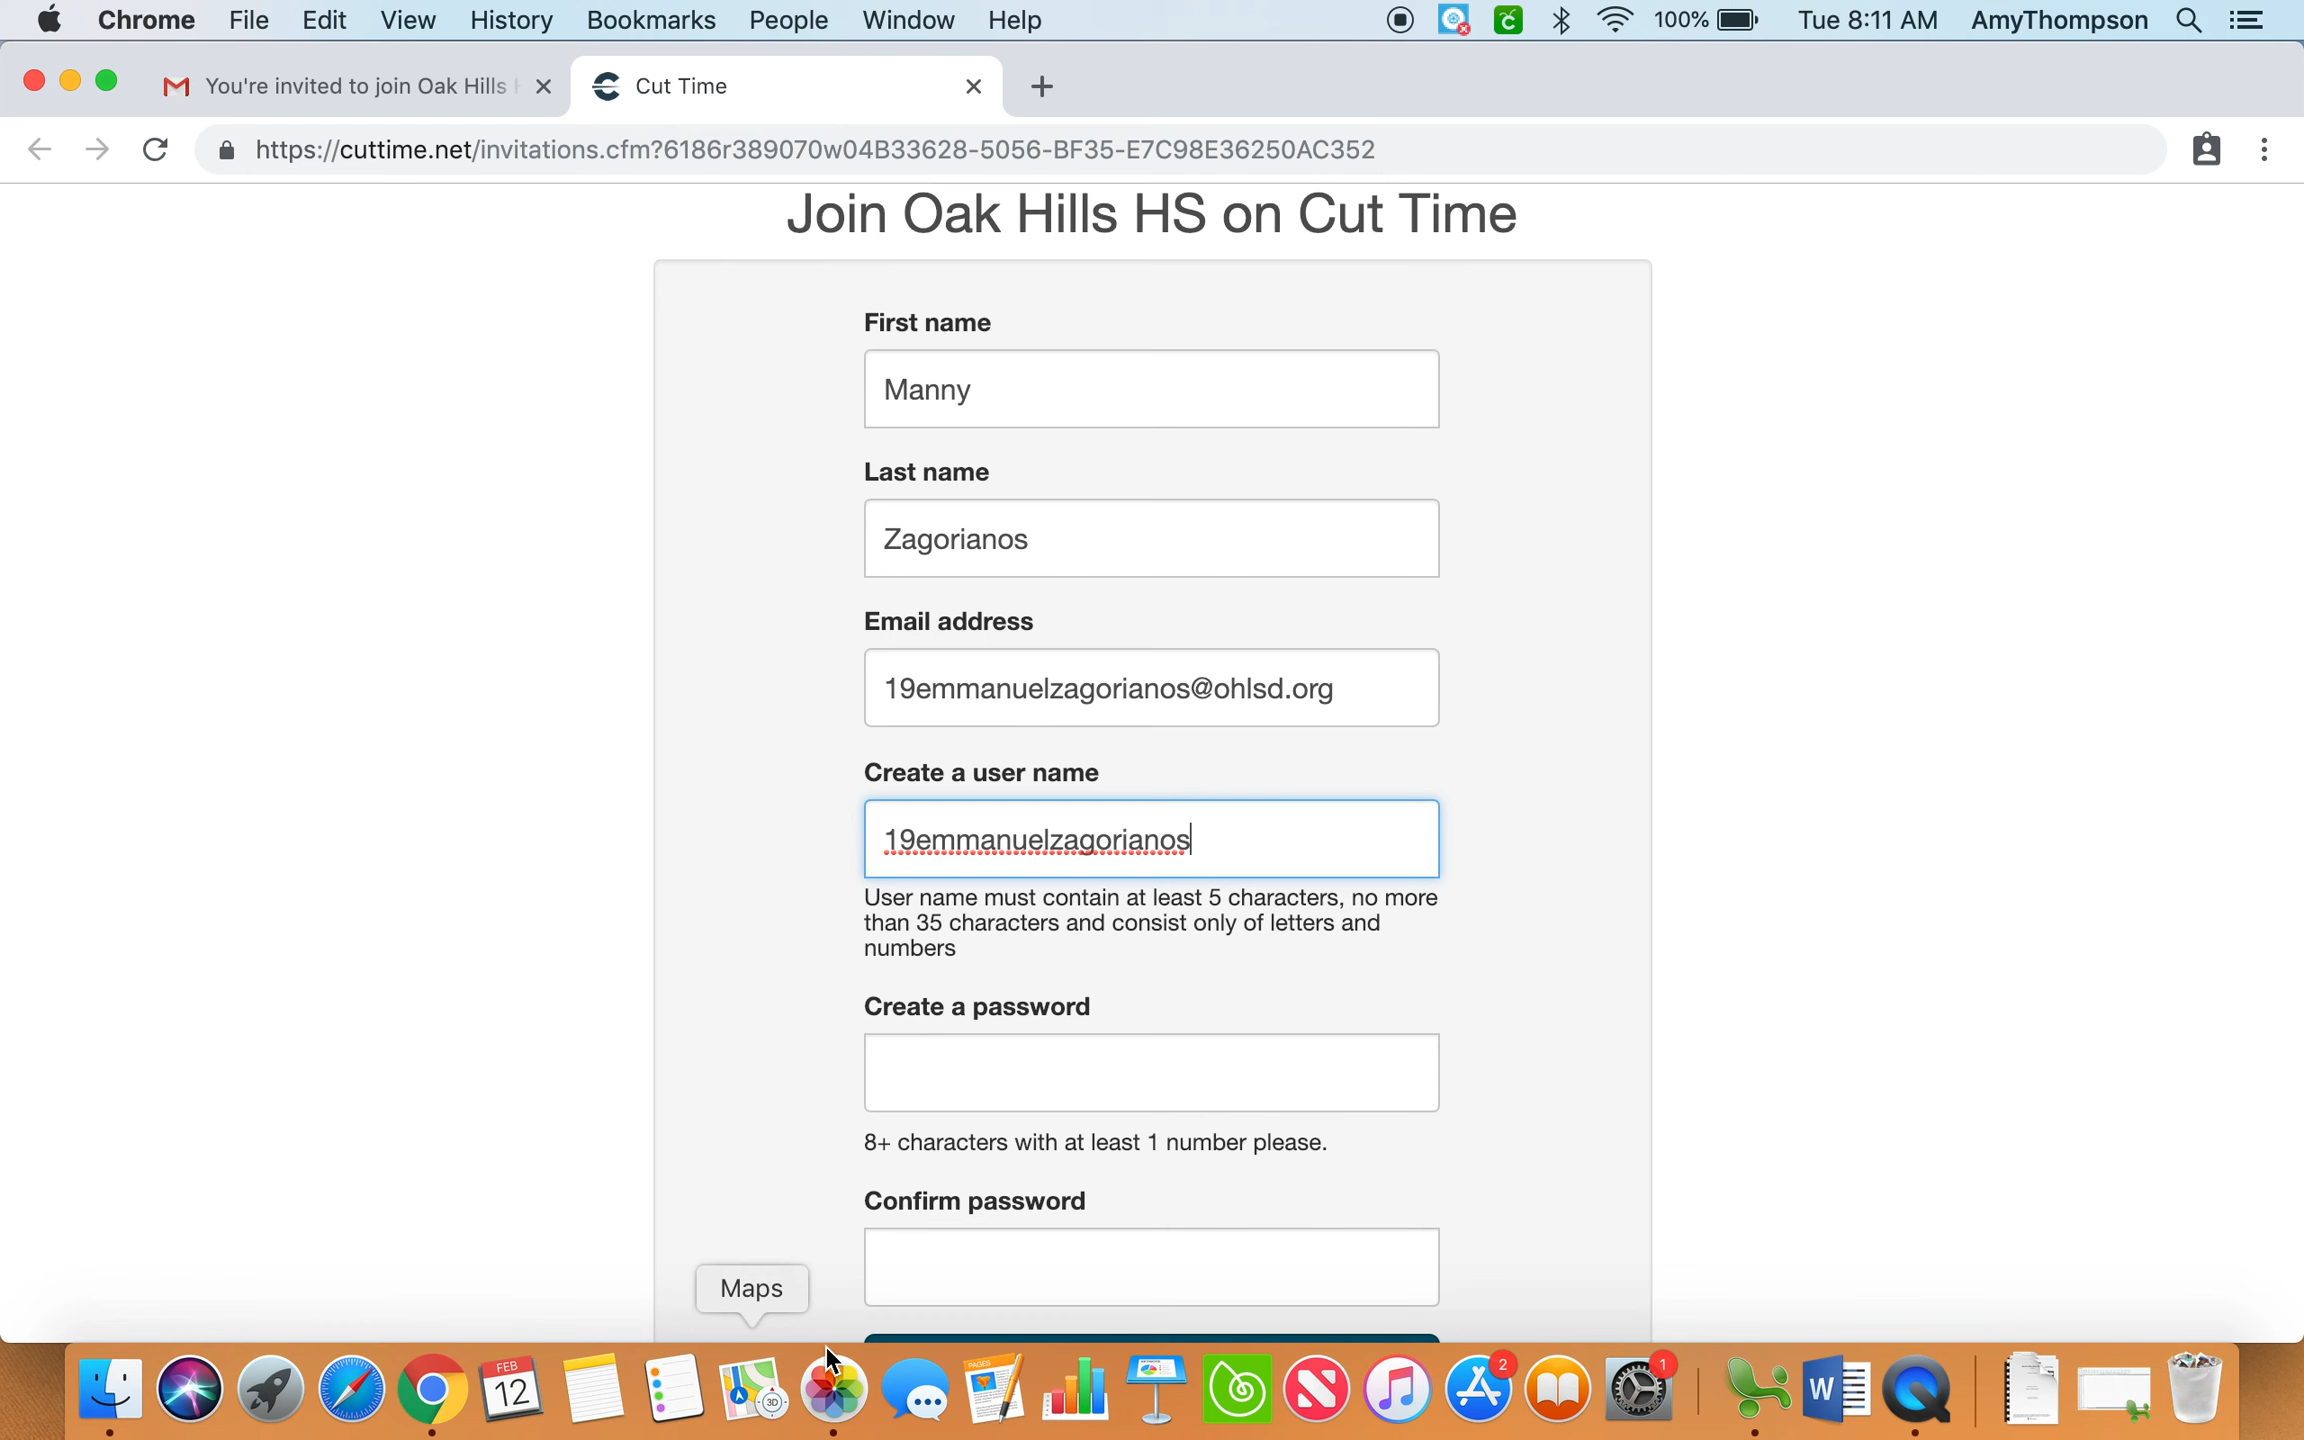 Chrome File Edit View History Bookmarks People Window Help 100% Tue 8:11 AM AmyThompson
You're invited to join Oak Hills Cut Time
https://cuttime.net/invitations.cfm?6186r389070w04B33628-5056-BF35-E7C98E36250AC352
Join Oak Hills HS on Cut Time
First name
Manny
Last name
Zagorianos
Email address
19emmanuelzagorianos@ohlsd.org
Create a user name
19emmanuelzagorianos
User name must contain at least 5 characters, no more
than 35 characters and consist only of letters and
numbers
Create a password
8+ characters with at least 1 number please.
Confirm password
Maps
FEB
12
3D
PAGES
2
1
W